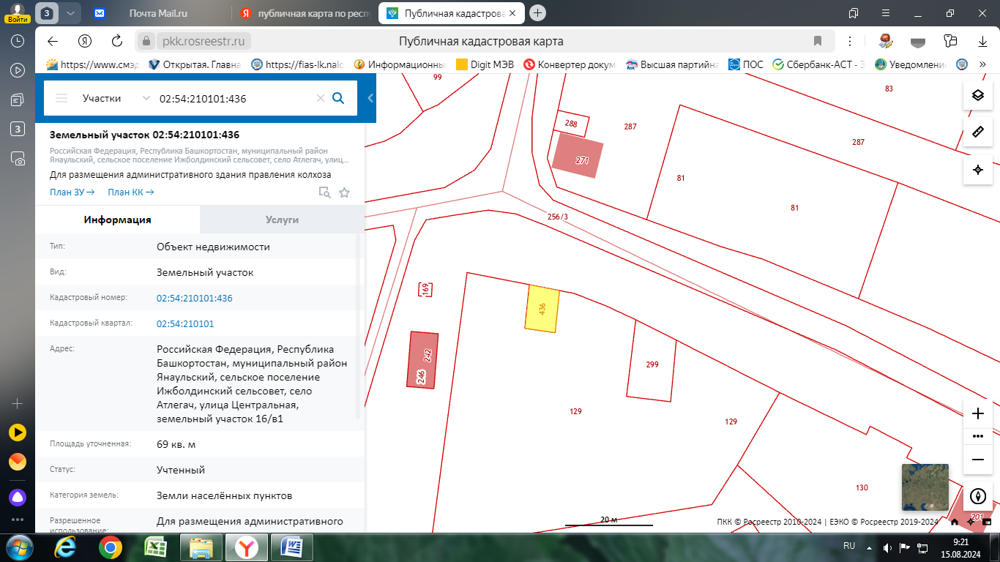 Войти
3
Почта Mail.ru
публичная карта по респу
Публичная кадастрова
pkk.rosreestr.ru
Публичная кадастровая карта
https://www.смэд
Открытая. Главна
https://fias-lk.nalo
Информационны
Digit МЭВ
Конвертер докум
Высшая партийна
ПОС
Сбербанк-АСТ - Э
Уведомлени
3
Участки
02:54:210101:436
Земельный участок 02:54:210101:436
Российская Федерация, Республика Башкортостан, муниципальный район
Янаульский, сельское поселение Ижболдинский сельсовет, село Атлегач, улиц...
Для размещения административного здания правления колхоза
План ЗУ →
План КК →
Информация
Услуги
Тип:
Объект недвижимости
Вид:
Земельный участок
Кадастровый номер:
02:54:210101:436
Кадастровый квартал:
02:54:210101
Адрес:
Российская Федерация, Республика
Башкортостан, муниципальный район
Янаульский, сельское поселение
Ижболдинский сельсовет, село
Атлегач, улица Центральная,
земельный участок 16/в1
Площадь уточненная:
69 кв. м
Статус:
Учтенный
Категория земель:
Земли населённых пунктов
Разрешенное
использование:
Для размещения административного
99
83
288
287
287
271
81
81
256/3
169
436
242
246
299
129
129
130
201
20 м
ПКК © Росреестр 2010-2024 | ЕЭКО © Росреестр 2019-2024
RU
9:21
15.08.2024